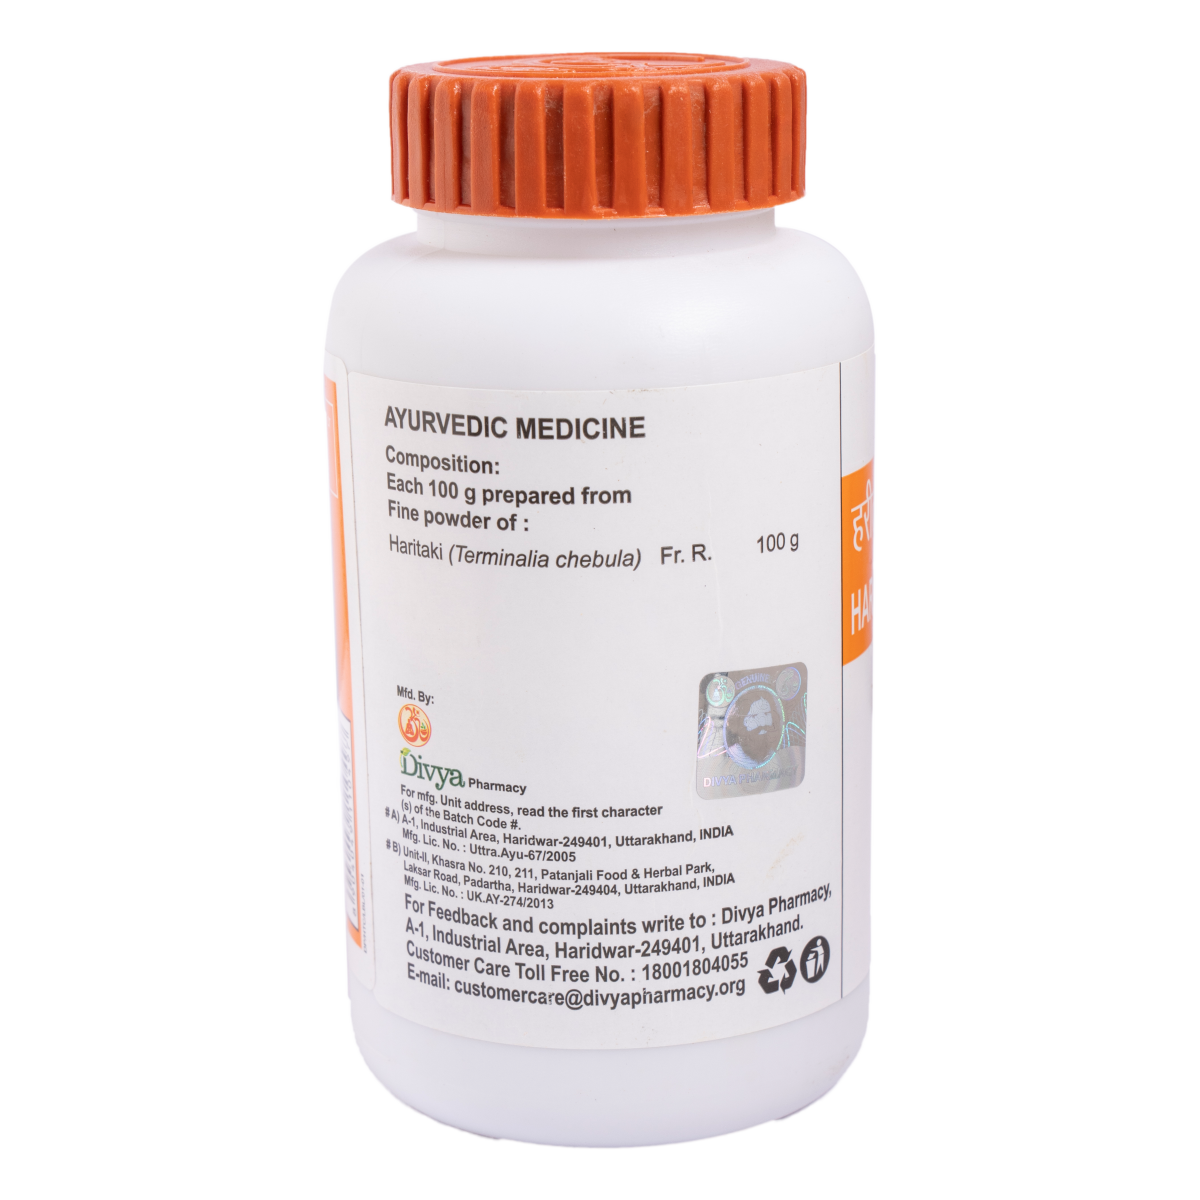 AYURVEDIC MEDICINE
Composition:
Each 100 g prepared from
Fine powder of :
Haritaki (Terminalia chebula) Fr. R. 100 g
Mfd. By:
Divya Pharmacy
For mfg. Unit address, read the first character
(s) of the Batch Code #.
# A) A-1, Industrial Area, Haridwar-249401, Uttarakhand, INDIA
Mfg. Lic. No. : Uttra.Ayu-67/2005
# B) Unit-II, Khasra No. 210, 211, Patanjali Food & Herbal Park,
Laksar Road, Padartha, Haridwar-249404, Uttarakhand, INDIA
Mfg. Lic. No. : UK.AY-274/2013
For Feedback and complaints write to : Divya Pharmacy,
A-1, Industrial Area, Haridwar-249401, Uttarakhand.
Customer Care Toll Free No. : 18001804055
E-mail: customercare@divyapharmacy.org
DIVYA PHARMACY
हरी
HAR